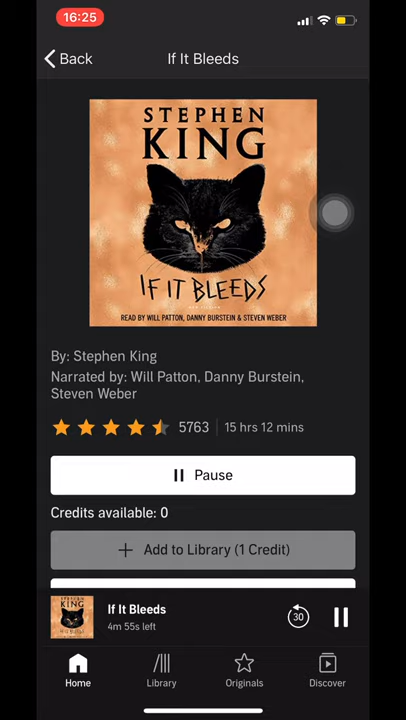 16:25
Back
If It Bleeds
STEPHEN
KING
IF IT BLEEDS
READ BY WILL PATTON, DANNY BURSTEIN & STEVEN WEBER
By: Stephen King
Narrated by: Will Patton, Danny Burstein,
Steven Weber
5763
15 hrs 12 mins
Pause
Credits available: 0
Add to Library (1 Credit)
KING
If It Bleeds
4m 55s left
30
Home
Library
Originals
Discover